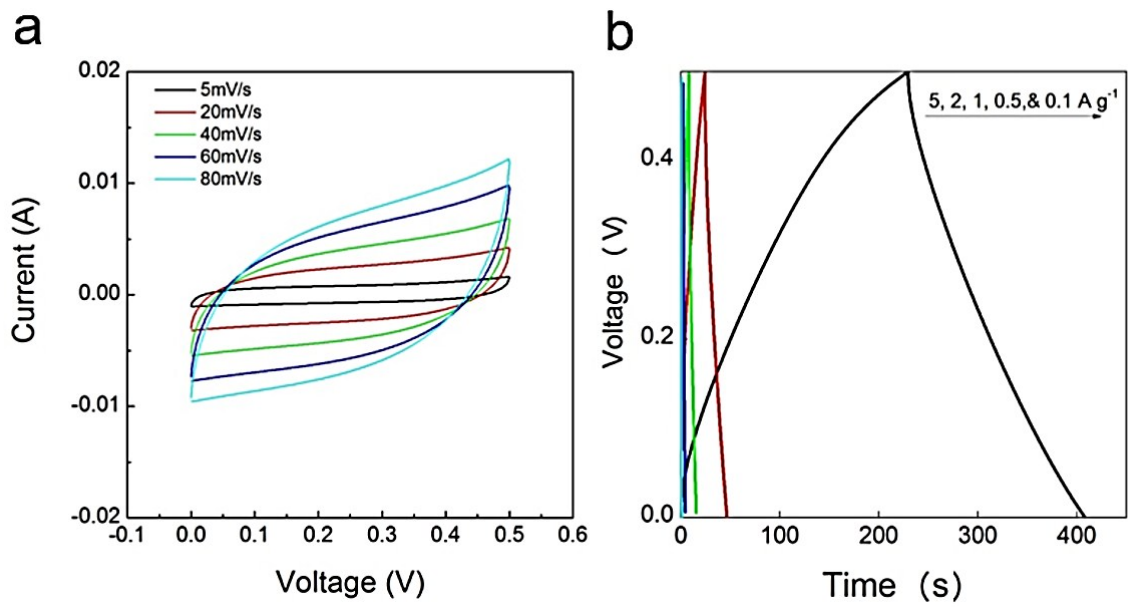 a
0.02
0.01
0.00
-0.01
-0.02
Current (A)
5mV/s
20mV/s
40mV/s
60mV/s
80mV/s
-0.1 0.0 0.1 0.2 0.3 0.4 0.5 0.6
Voltage (V)
b
5, 2, 1, 0.5,& 0.1 A g-1
0.4
0.2
0.0
Voltage (V)
0 100 200 300 400
Time (s)